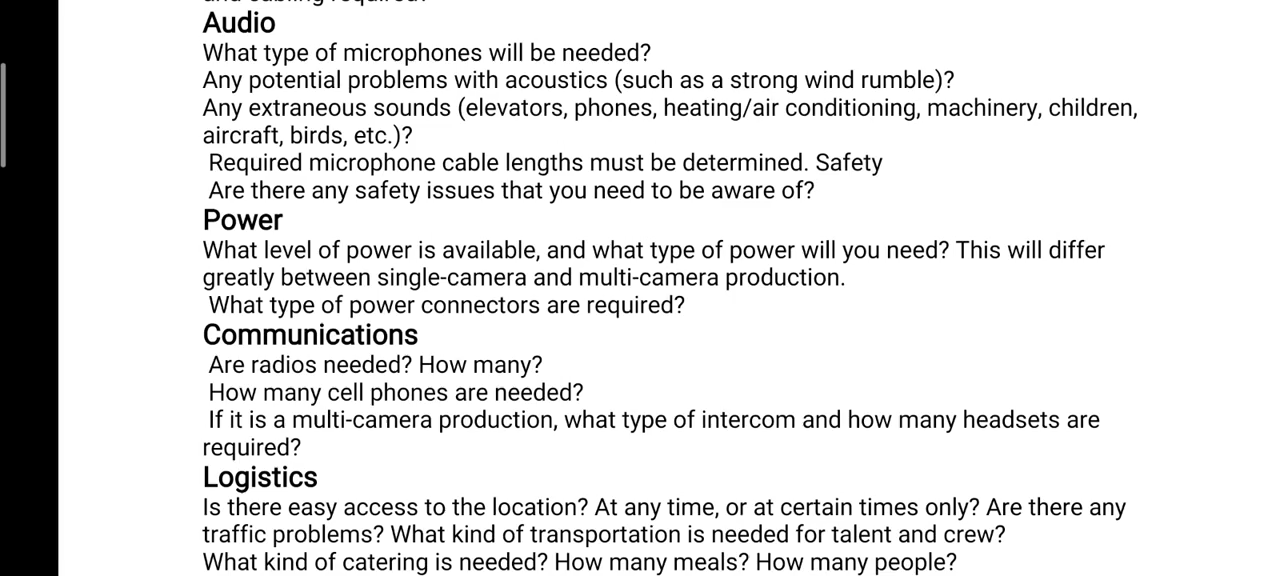 and cabling required?
Audio
What type of microphones will be needed?
Any potential problems with acoustics (such as a strong wind rumble)?
Any extraneous sounds (elevators, phones, heating/air conditioning, machinery, children,
aircraft, birds, etc.)?
Required microphone cable lengths must be determined. Safety
Are there any safety issues that you need to be aware of?
Power
What level of power is available, and what type of power will you need? This will differ
greatly between single-camera and multi-camera production.
What type of power connectors are required?
Communications
Are radios needed? How many?
How many cell phones are needed?
If it is a multi-camera production, what type of intercom and how many headsets are
required?
Logistics
Is there easy access to the location? At any time, or at certain times only? Are there any
traffic problems? What kind of transportation is needed for talent and crew?
What kind of catering is needed? How many meals? How many people?